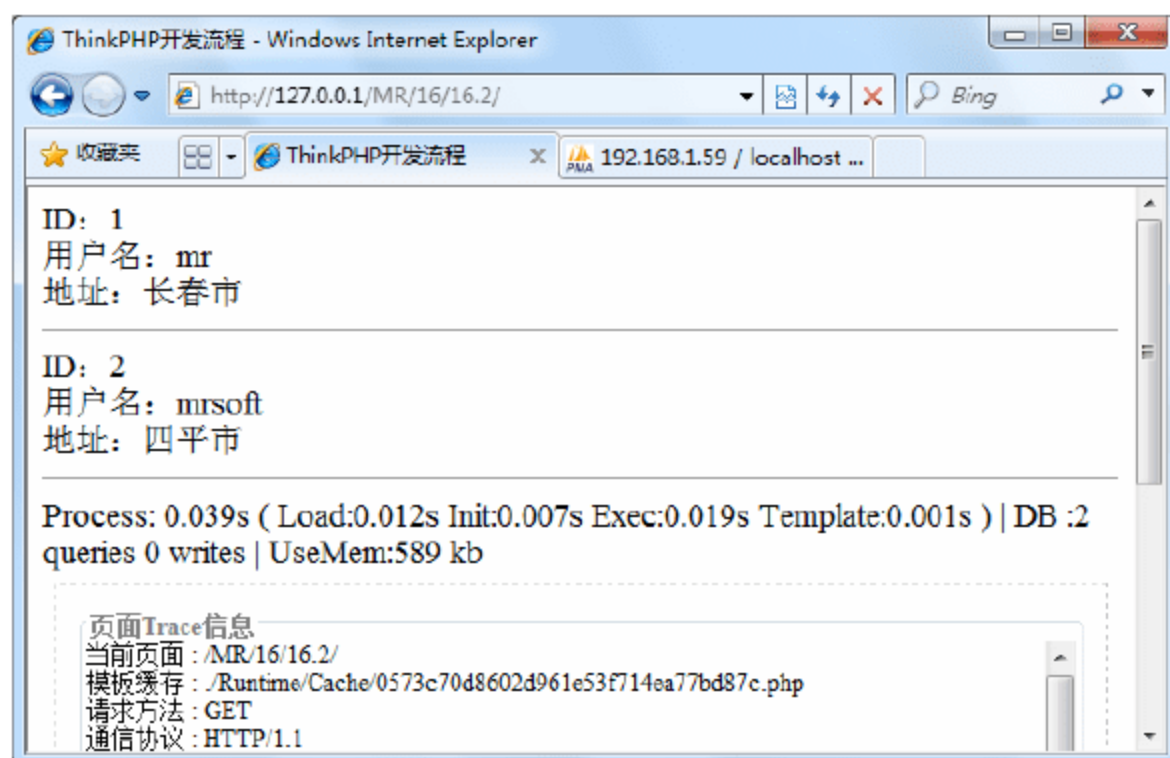 ThinkPHP开发流程 - Windows Internet Explorer
http://127.0.0.1/MR/16/16.2/
Bing
收藏夹
ThinkPHP开发流程
PMA 192.168.1.59 / localhost ...
ID：1
用户名：mr
地址：长春市
ID：2
用户名：mrsoft
地址：四平市
Process: 0.039s ( Load:0.012s Init:0.007s Exec:0.019s Template:0.001s ) | DB :2
queries 0 writes | UseMem:589 kb
页面Trace信息
当前页面 : /MR/16/16.2/
模板缓存 : ./Runtime/Cache/0573c70d8602d961e53f714ea77bd87c.php
请求方法 : GET
通信协议 : HTTP/1.1